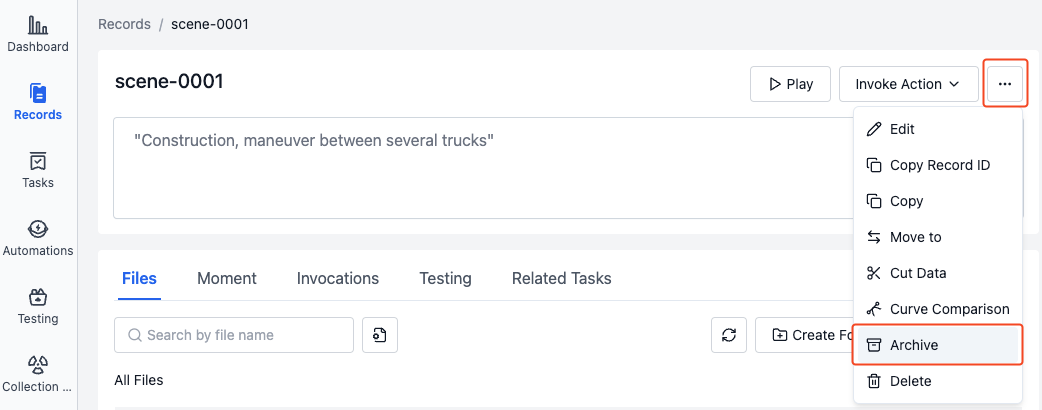 Dashboard
Records
Tasks
Automations
Testing
Collection ...
Records / scene-0001
scene-0001
Play
Invoke Action
...
"Construction, maneuver between several trucks"
Edit
Copy Record ID
Copy
Move to
Cut Data
Curve Comparison
Archive
Delete
Files
Moment
Invocations
Testing
Related Tasks
Search by file name
Create Fo
All Files